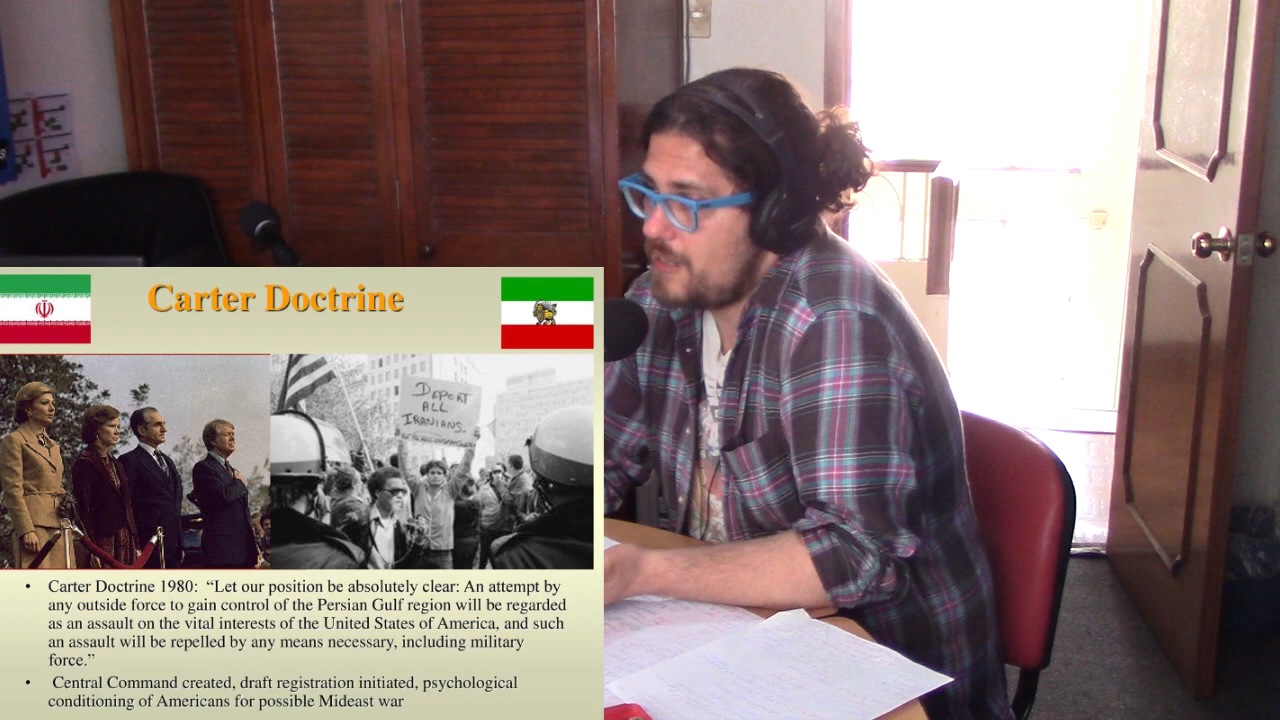 Carter Doctrine
DEPORT
ALL
IRANIANS.
• Carter Doctrine 1980: “Let our position be absolutely clear: An attempt by
any outside force to gain control of the Persian Gulf region will be regarded
as an assault on the vital interests of the United States of America, and such
an assault will be repelled by any means necessary, including military
force.”
• Central Command created, draft registration initiated, psychological
conditioning of Americans for possible Mideast war